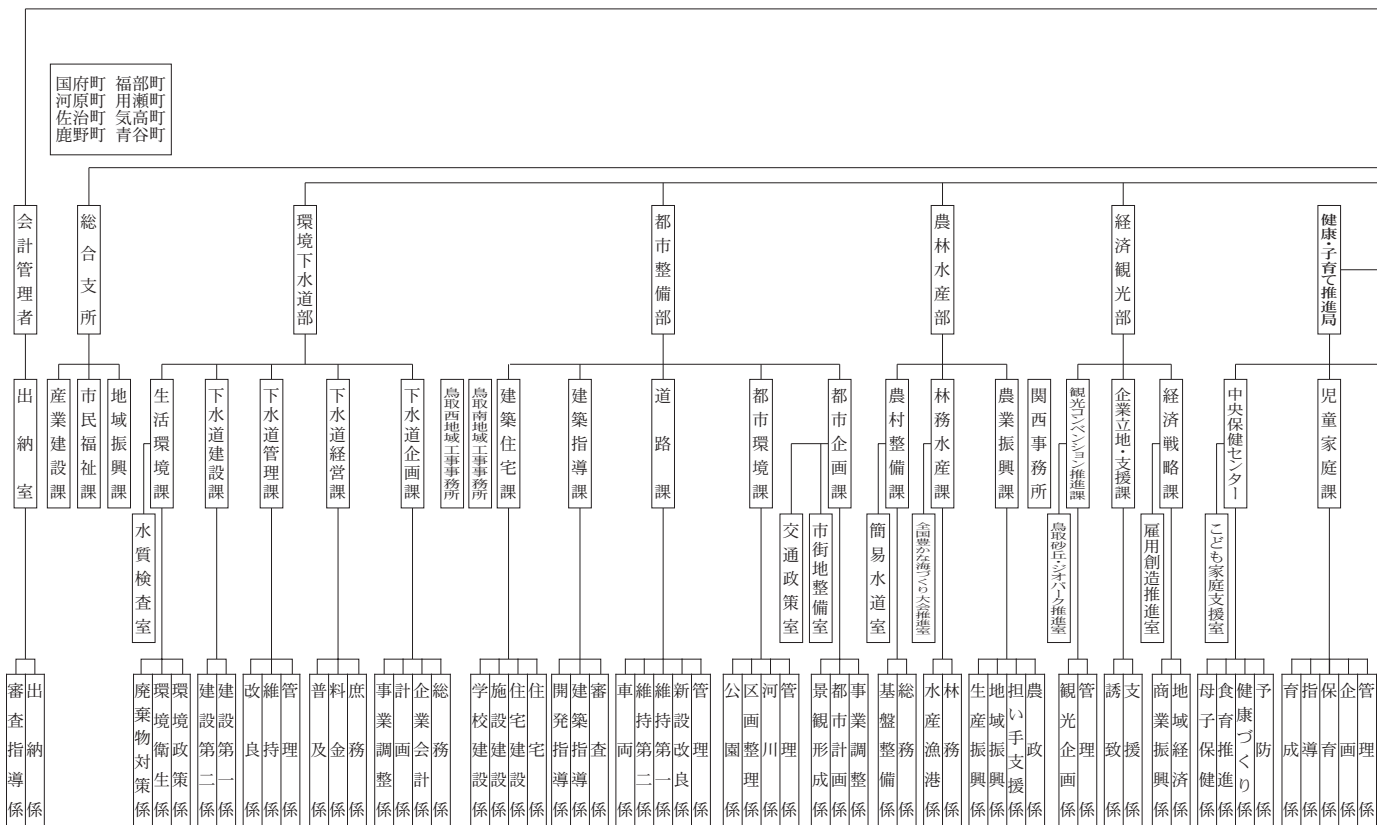 国府町 福部町
河原町 用瀬町
佐治町 気高町
鹿野町 青谷町
健康・子育て推進局
経済観光部
農林水産部
都市整備部
環境下水道部
総合支所
会計管理者
児童家庭課
中央保健センター
経済戦略課
企業立地・支援課
観光コンベンション推進課
関西事務所
農業振興課
林務水産課
農村整備課
都市企画課
都市環境課
道路課
建築指導課
建築住宅課
鳥取南地域工事事務所
鳥取西地域工事事務所
下水道企画課
下水道経営課
下水道管理課
下水道建設課
生活環境課
地域振興課
市民福祉課
産業建設課
出納室
こども家庭支援室
雇用創造推進室
鳥取砂丘・ジオパーク推進室
全国豊かな海づくり大会推進室
簡易水道室
市街地整備室
交通政策室
水質検査室
管理係
企画係
保育係
指導係
育成係
予防係
健康づくり係
食育推進係
母子保健係
地域経済係
商業振興係
支援係
誘致係
管理係
観光企画係
農政係
担い手支援係
地域振興係
生産振興係
林務係
水産漁港係
総務係
基盤整備係
事業調整係
都市計画係
景観形成係
管理係
河川係
区画整理係
公園係
管理係
新設改良係
維持第一係
維持第二係
車両係
審査係
建築指導係
開発指導係
住宅係
住宅建設係
施設建設係
学校建設係
総務係
企業会計係
計画係
事業調整係
庶務係
料金係
普及係
管理係
維持係
改良係
建設第一係
建設第二係
環境政策係
環境衛生係
廃棄物対策係
出納係
審査指導係